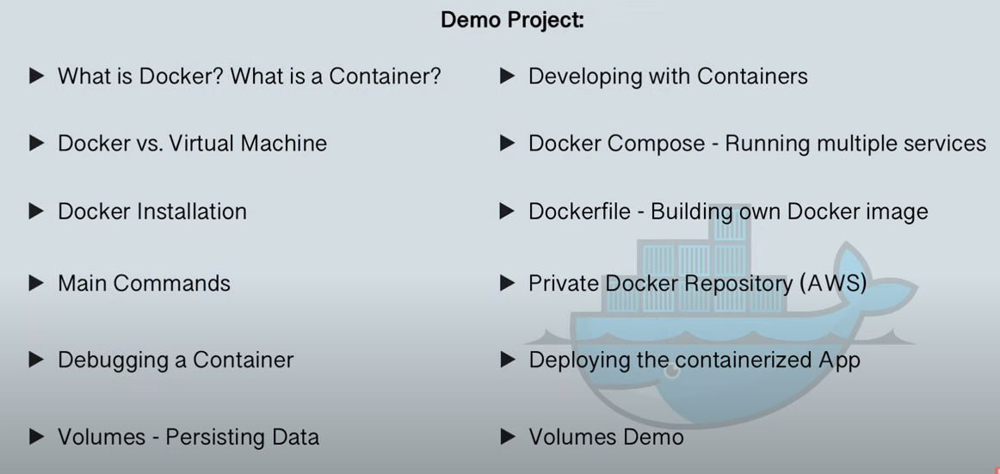 Demo Project:
What is Docker? What is a Container?
Docker vs. Virtual Machine
Docker Installation
Main Commands
Debugging a Container
Volumes - Persisting Data
Developing with Containers
Docker Compose - Running multiple services
Dockerfile - Building own Docker image
Private Docker Repository (AWS)
Deploying the containerized App
Volumes Demo